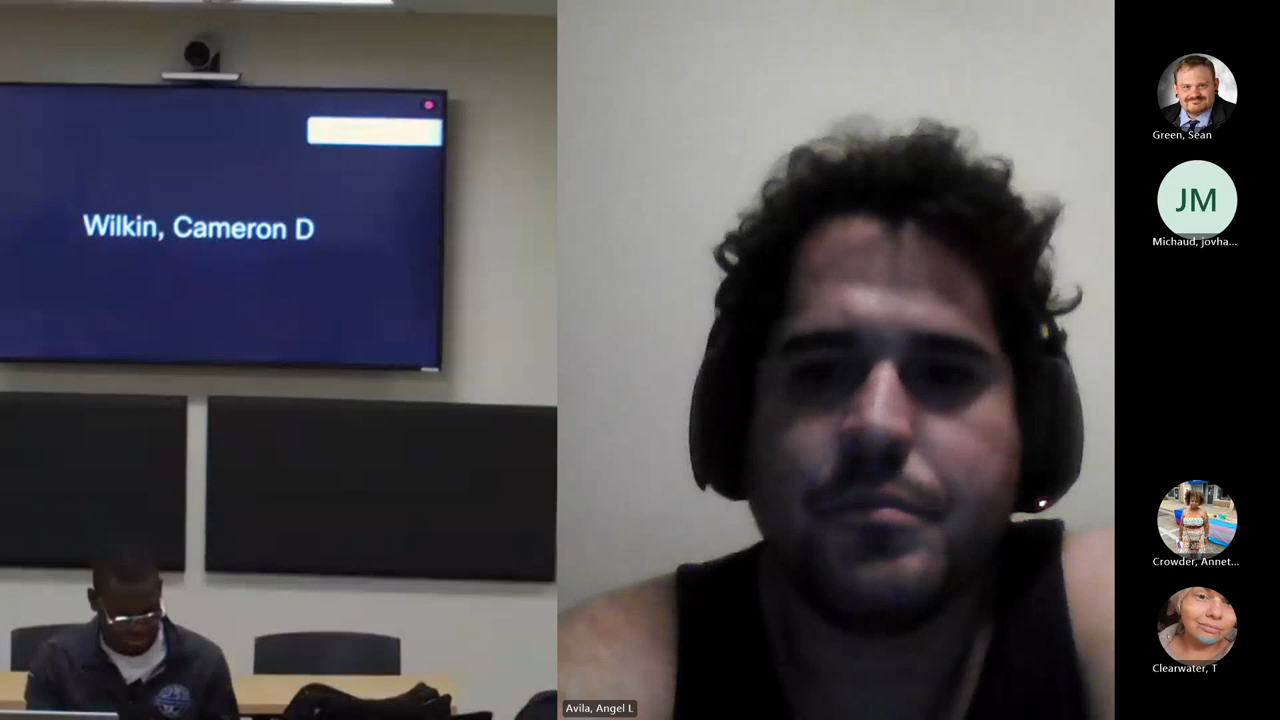 Wilkin, Cameron D
Avila, Angel L
Green, Sean
JM
Michaud, jovha...
Crowder, Annet...
Clearwater, T